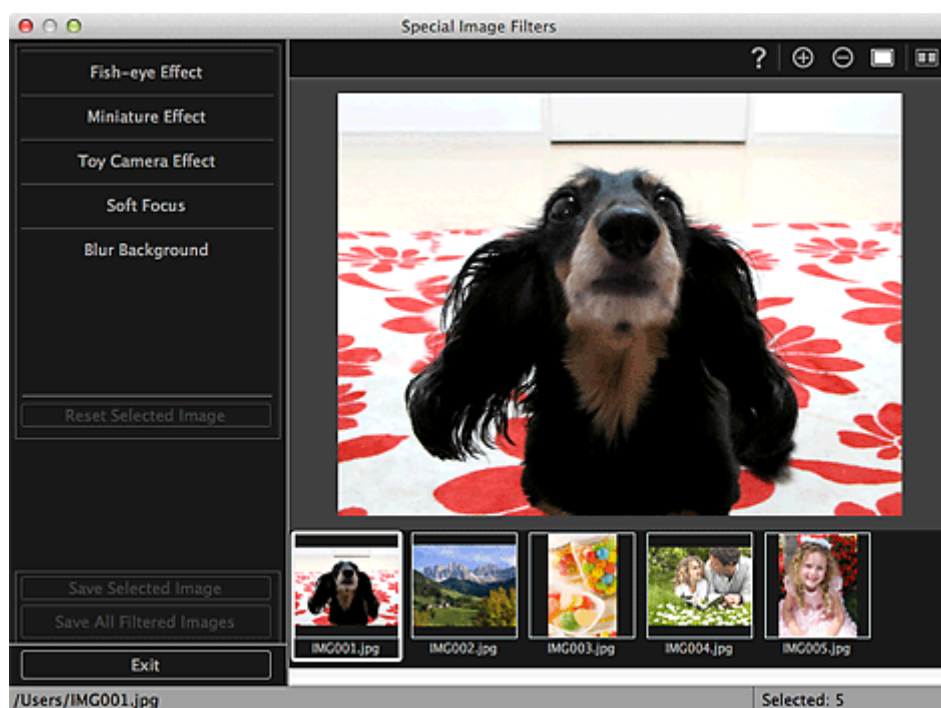 Special Image Filters
Fish-eye Effect
Miniature Effect
Toy Camera Effect
Soft Focus
Blur Background
Reset Selected Image
Save Selected Image
Save All Filtered Images
Exit
?
IMG001.jpg
IMG002.jpg
IMG003.jpg
IMG004.jpg
IMG005.jpg
/Users/IMG001.jpg
Selected: 5